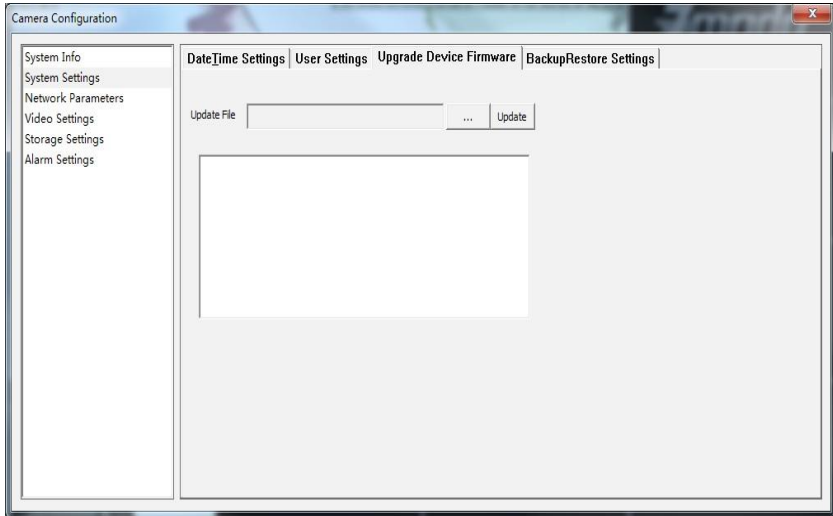 Camera Configuration
System Info
System Settings
Network Parameters
Video Settings
Storage Settings
Alarm Settings
DateTime Settings
User Settings
Upgrade Device Firmware
BackupRestore Settings
Update File
...
Update